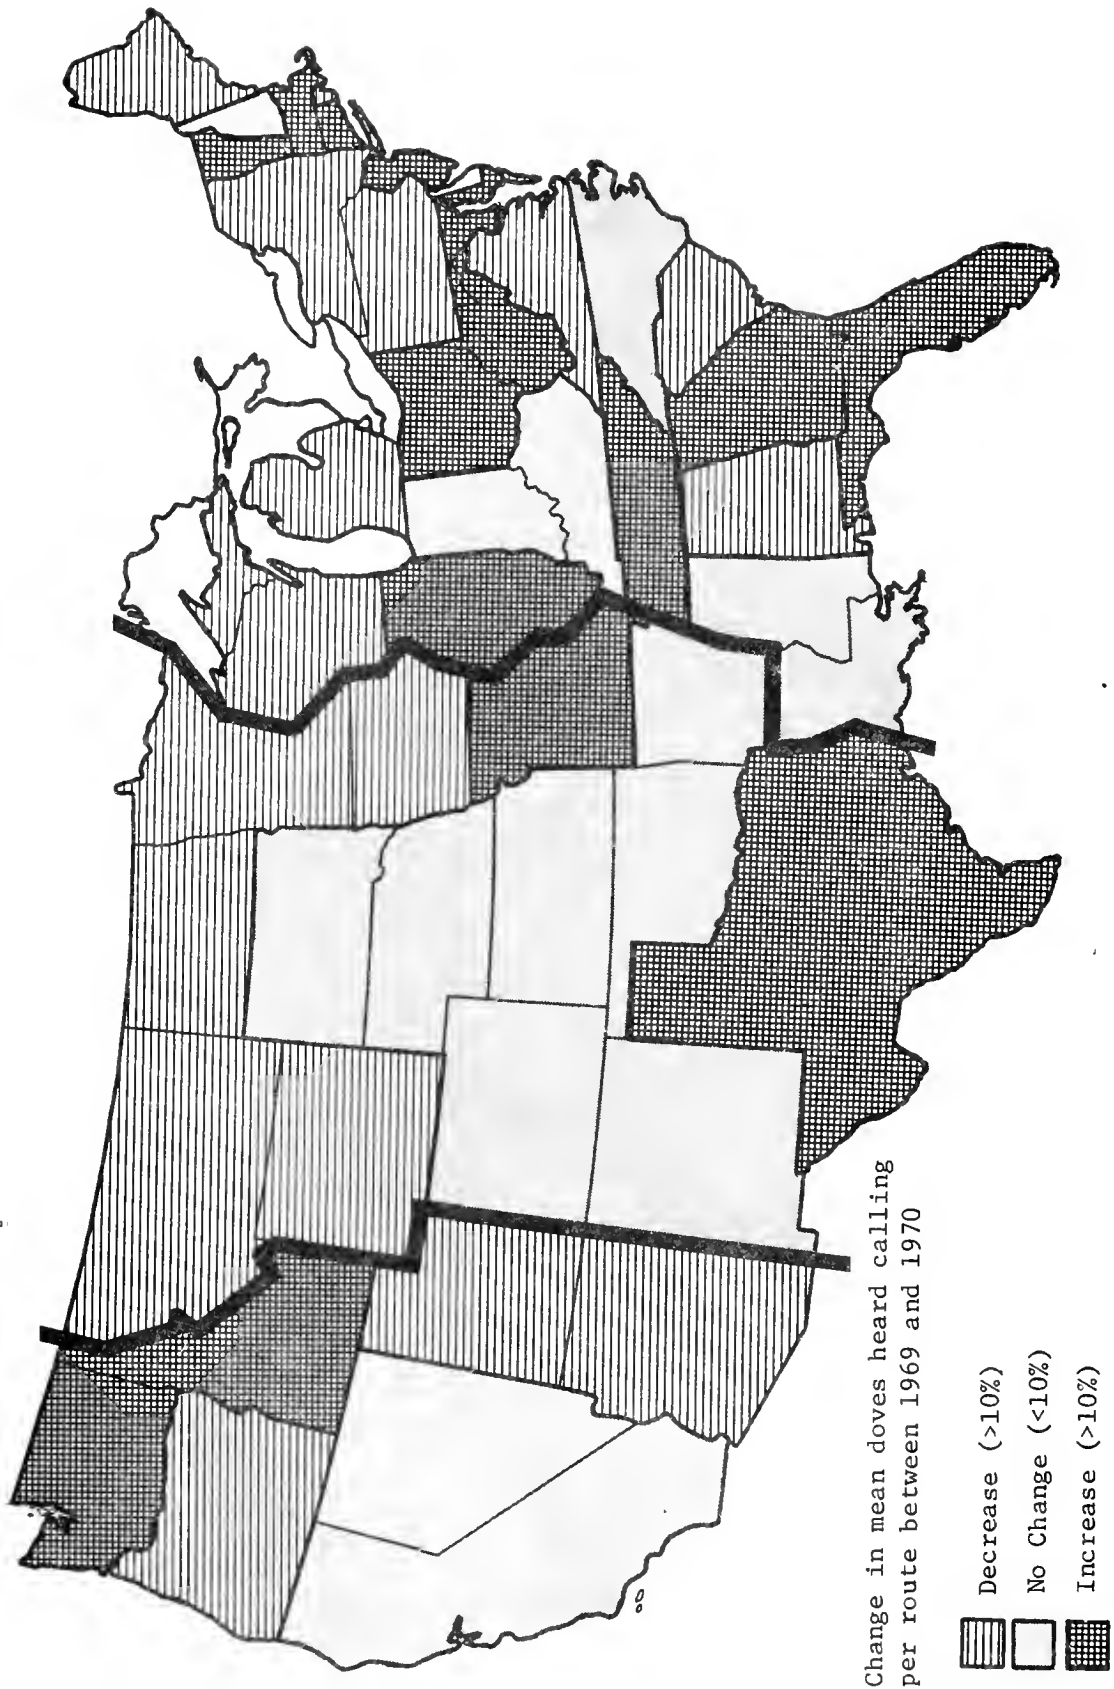 Change in mean doves heard calling
per route between 1969 and 1970
Decrease (>10%)
No Change (<10%)
Increase (>10%)